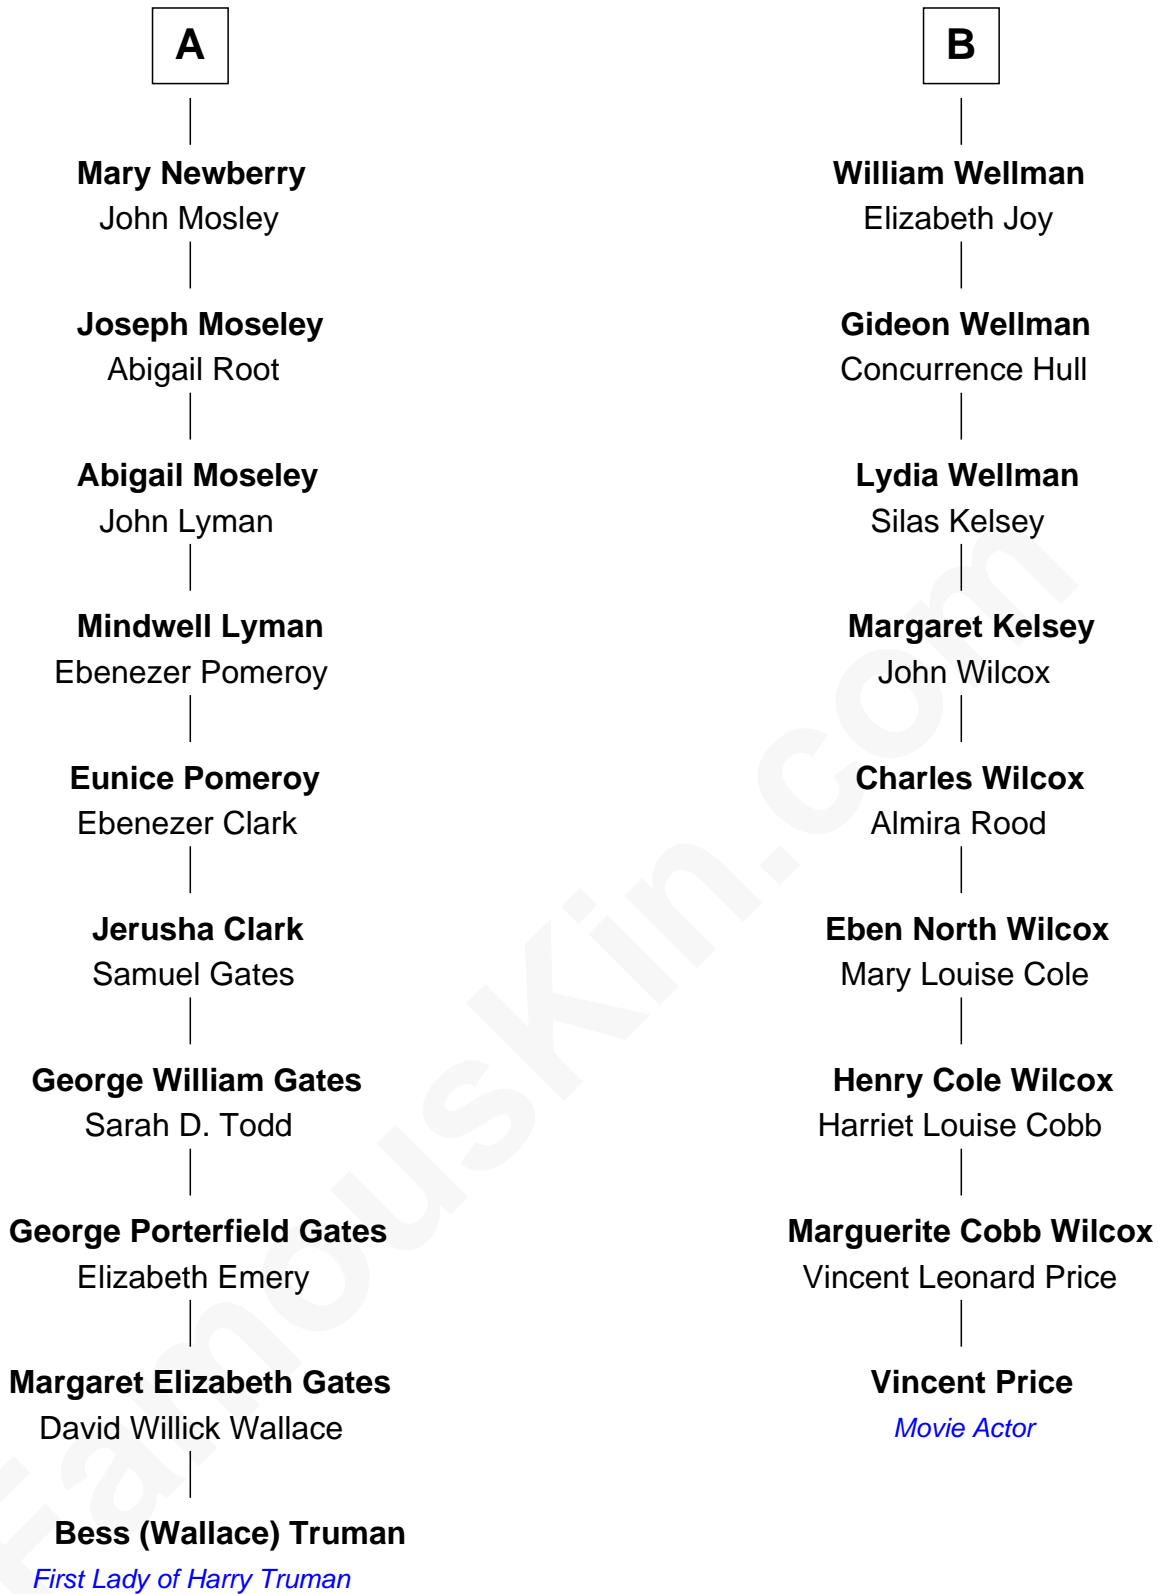 A
Mary Newberry
John Mosley
Joseph Moseley
Abigail Root
Abigail Moseley
John Lyman
Mindwell Lyman
Ebenezer Pomeroy
Eunice Pomeroy
Ebenezer Clark
Jerusha Clark
Samuel Gates
George William Gates
Sarah D. Todd
George Porterfield Gates
Elizabeth Emery
Margaret Elizabeth Gates
David Willick Wallace
Bess (Wallace) Truman
First Lady of Harry Truman
B
William Wellman
Elizabeth Joy
Gideon Wellman
Concurrence Hull
Lydia Wellman
Silas Kelsey
Margaret Kelsey
John Wilcox
Charles Wilcox
Almira Rood
Eben North Wilcox
Mary Louise Cole
Henry Cole Wilcox
Harriet Louise Cobb
Marguerite Cobb Wilcox
Vincent Leonard Price
Vincent Price
Movie Actor
FamousKin.com